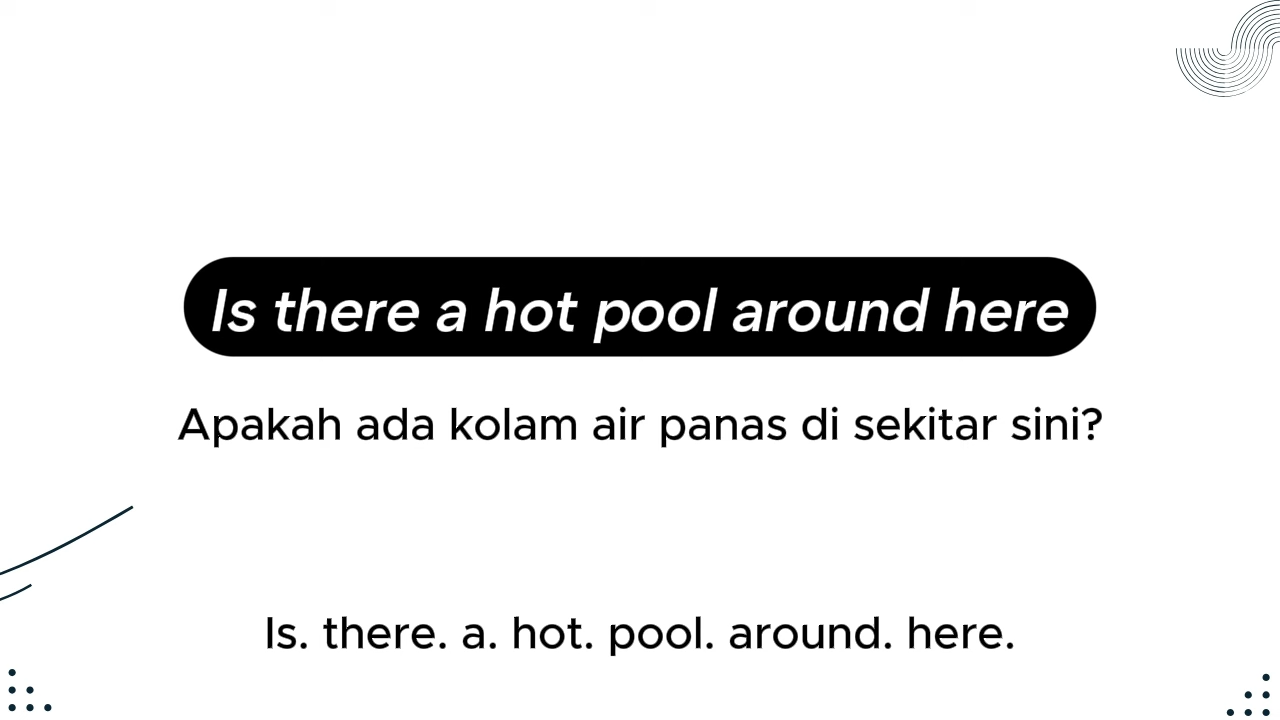 Is there a hot pool around here
Apakah ada kolam air panas di sekitar sini?
Is. there. a. hot. pool. around. here.